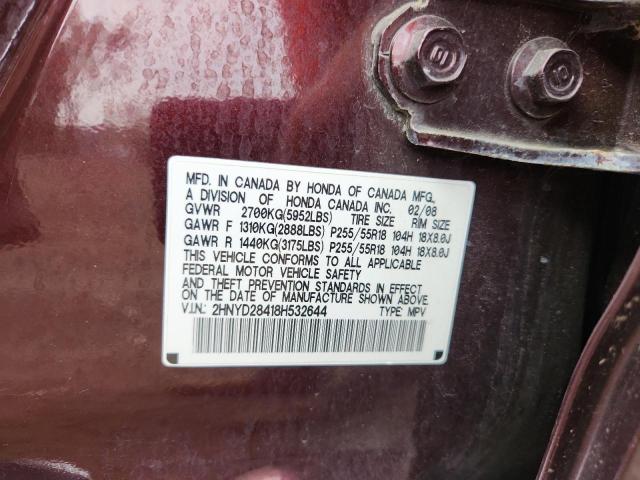 MFD. IN CANADA BY HONDA OF CANADA MFG.,
A DIVISION OF HONDA CANADA INC. 02/08
GVWR 2700KG(5952LBS) TIRE SIZE RIM SIZE
GAWR F 1310KG(2888LBS) P255/55R18 104H 18X8.0J
GAWR R 1440KG(3175LBS) P255/55R18 104H 18X8.0J
THIS VEHICLE CONFORMS TO ALL APPLICABLE
FEDERAL MOTOR VEHICLE SAFETY
AND THEFT PREVENTION STANDARDS IN EFFECT
ON THE DATE OF MANUFACTURE SHOWN ABOVE.
V.I.N.: 2HNYD28418H532644 TYPE: MPV